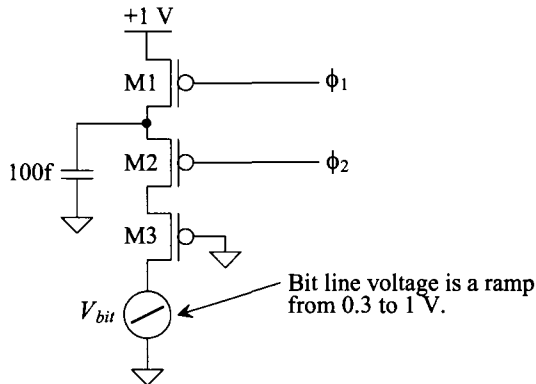 +1 V
M1
ϕ1
100f
M2
ϕ2
M3
Vbit
Bit line voltage is a ramp
from 0.3 to 1 V.